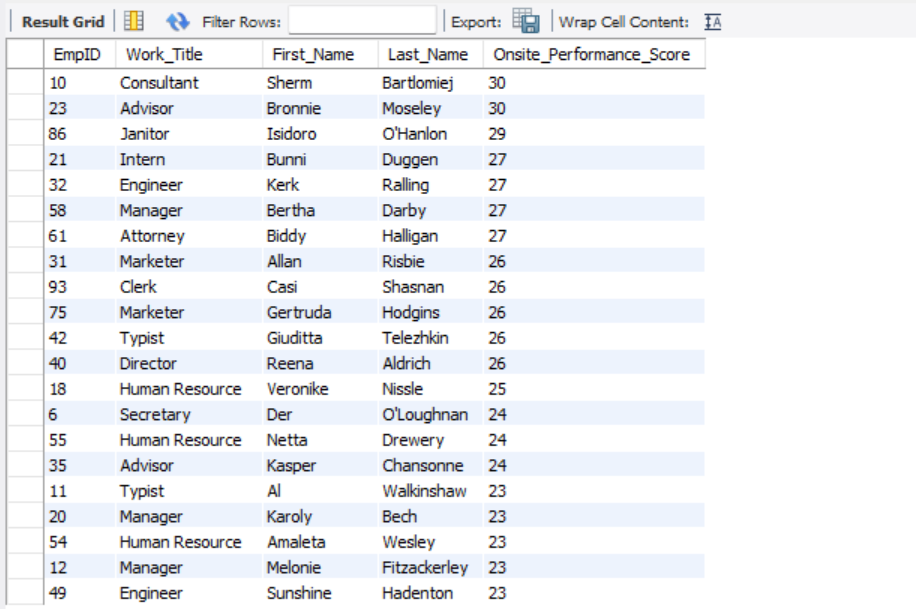 Result Grid Filter Rows: Export: Wrap Cell Content: IA
EmpID Work_Title First_Name Last_Name Onsite_Performance_Score
10 Consultant Sherm Bartlomiej 30
23 Advisor Bronnie Moseley 30
86 Janitor Isidoro O'Hanlon 29
21 Intern Bunni Duggen 27
32 Engineer Kerk Ralling 27
58 Manager Bertha Darby 27
61 Attorney Biddy Halligan 27
31 Marketer Allan Risbie 26
93 Clerk Casi Shasnan 26
75 Marketer Gertruda Hodgins 26
42 Typist Giuditta Telezhkin 26
40 Director Reena Aldrich 26
18 Human Resource Veronike Nissle 25
6 Secretary Der O'Loughnan 24
55 Human Resource Netta Drewery 24
35 Advisor Kasper Chansonne 24
11 Typist Al Walkinshaw 23
20 Manager Karoly Bech 23
54 Human Resource Amaleta Wesley 23
12 Manager Melonie Fitzackerley 23
49 Engineer Sunshine Hadenton 23